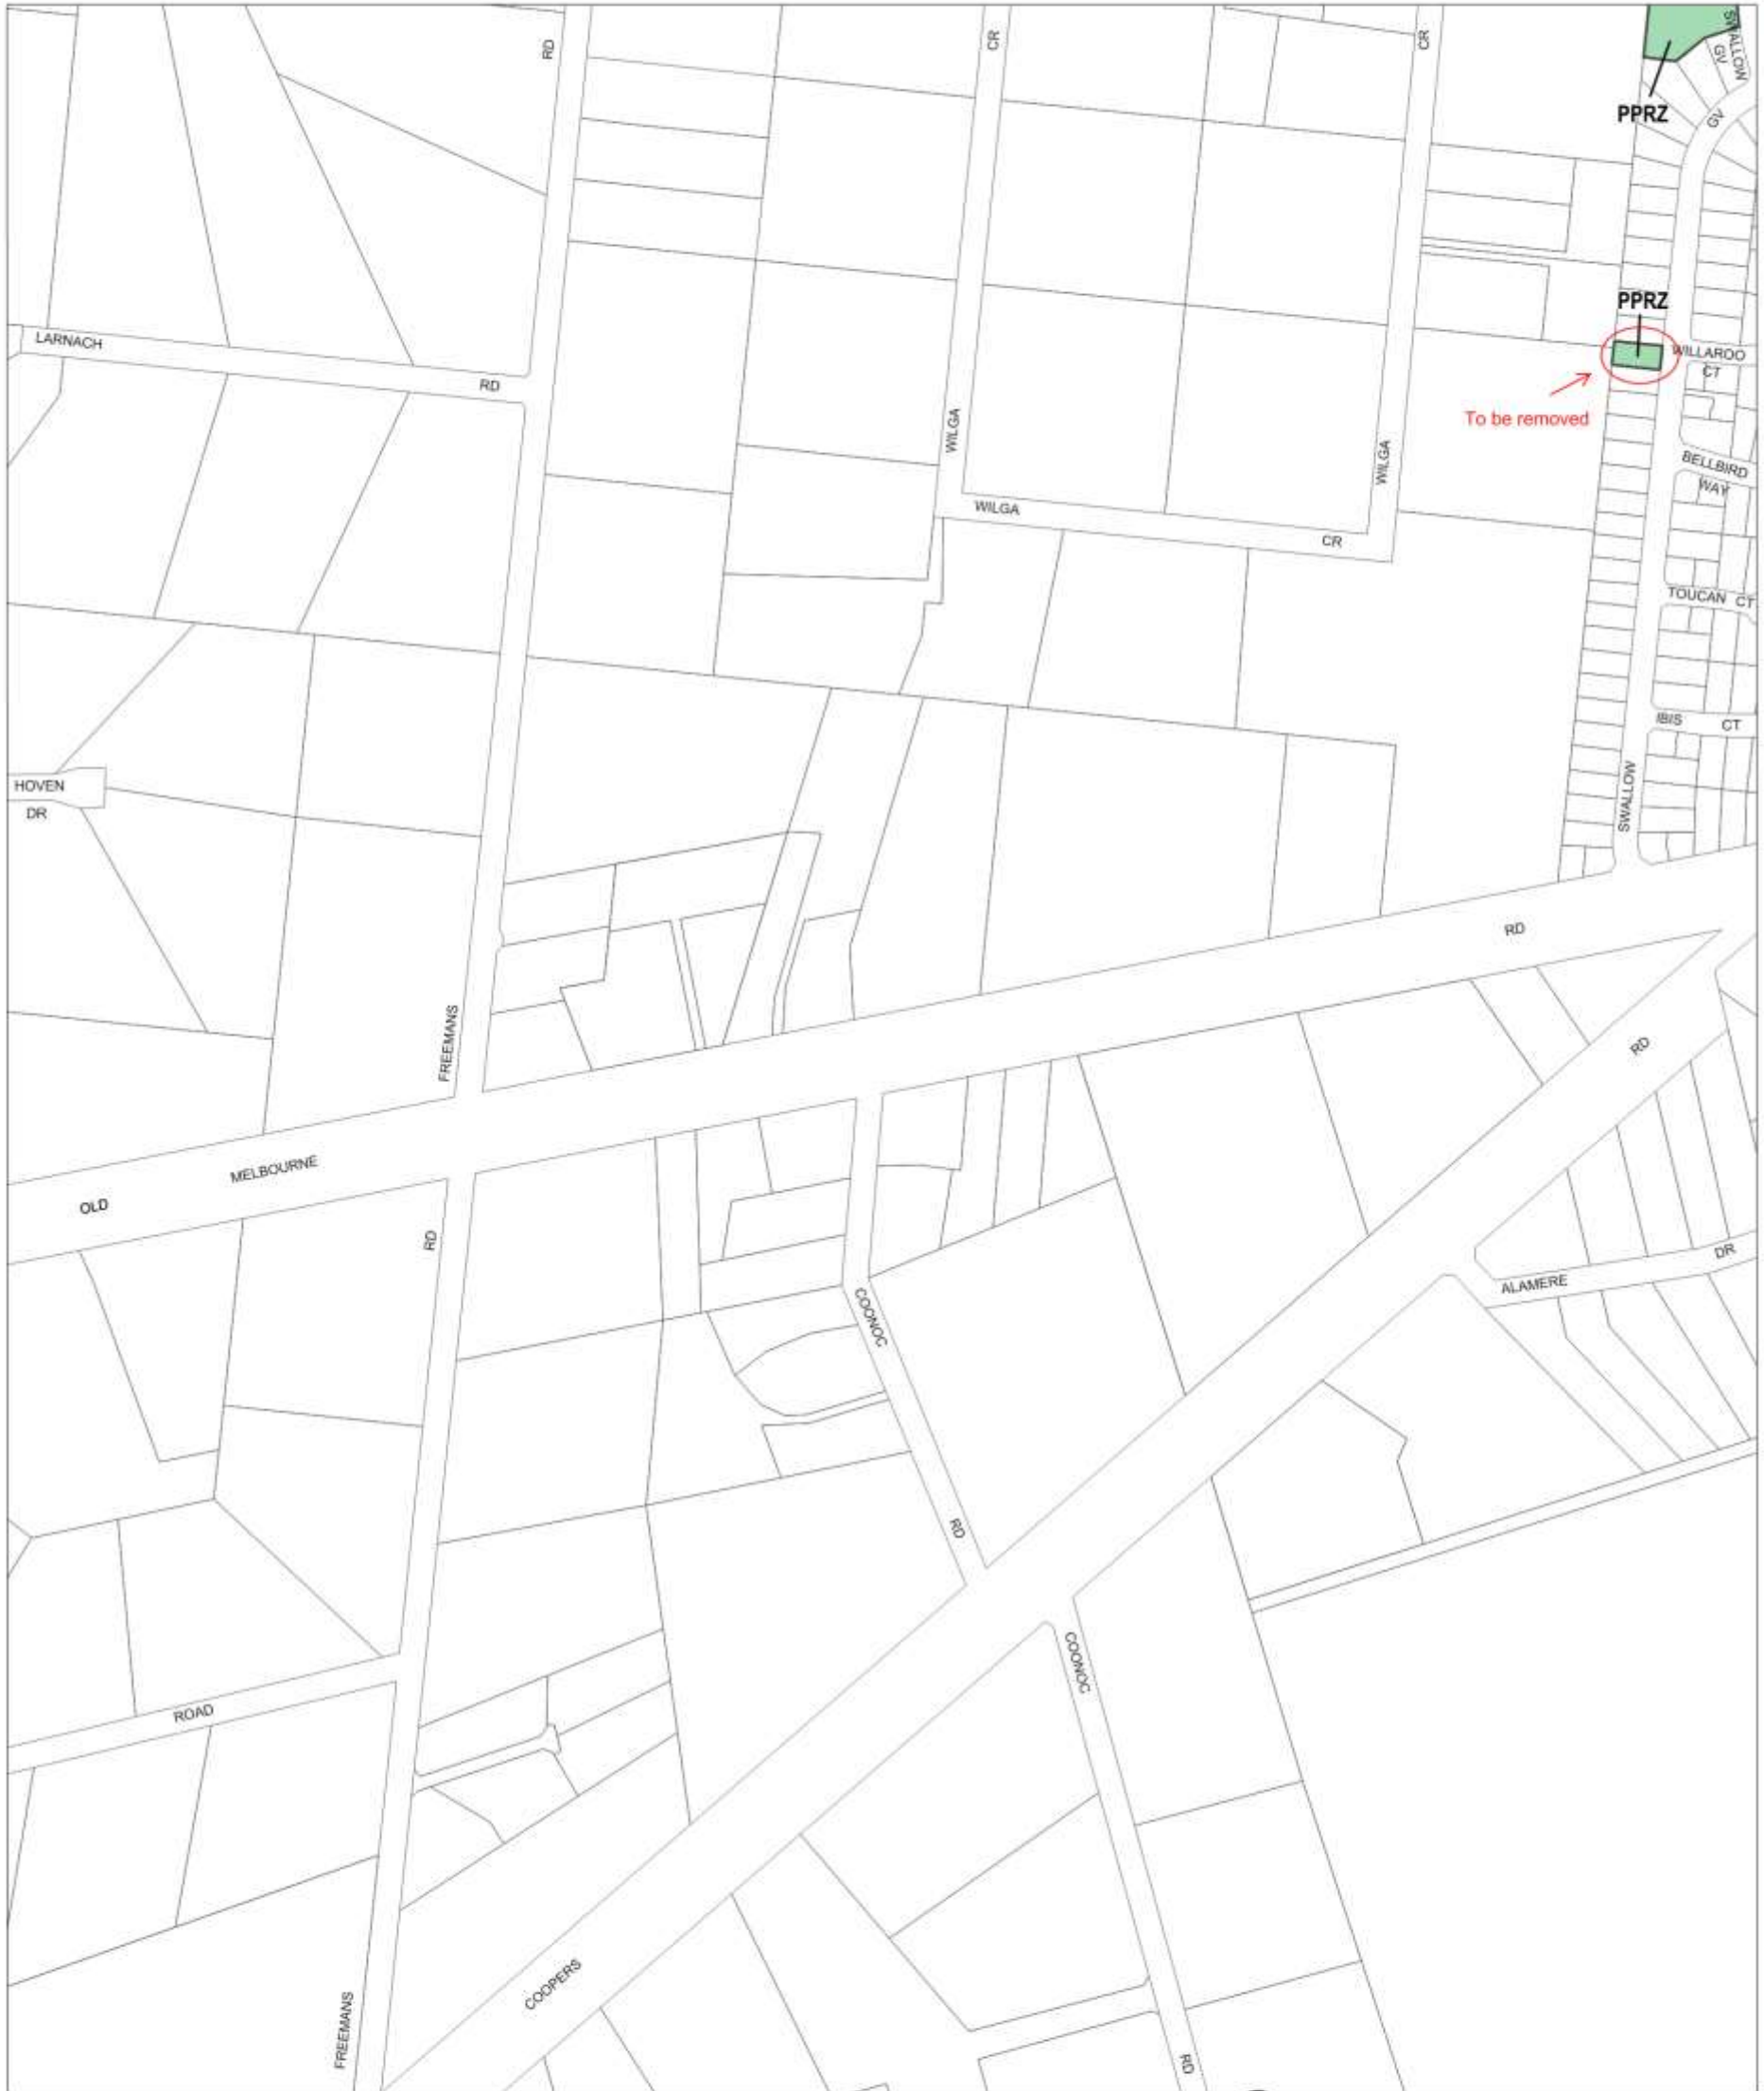 RD
CR
CR
SWALLOW
GV
PPRZ
GV
PPRZ
LARNACH
RD
WILLAROO
CT
To be removed
WILGA
WILGA
BELLBIRD
WAY
WILGA
CR
TOUCAN CT
IBIS CT
HOVEN
DR
SWALLOW
RD
FREEMANS
RD
MELBOURNE
OLD
RD
DR
ALAMERE
COONOC
RD
COONOC
ROAD
COOPERS
FREEMANS
RD